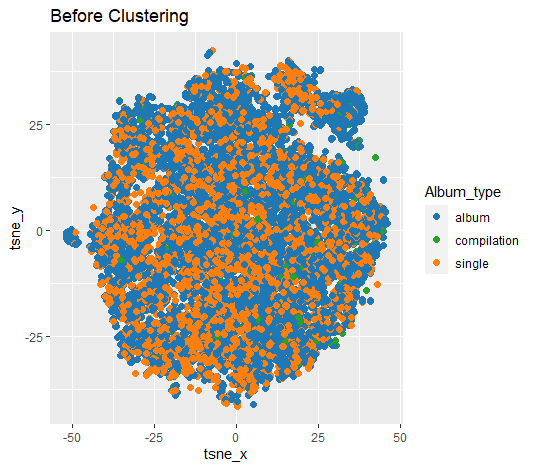 Before Clustering
tsne_y
25
0
-25
-50
-25
0
25
50
tsne_x
Album_type
album
compilation
single